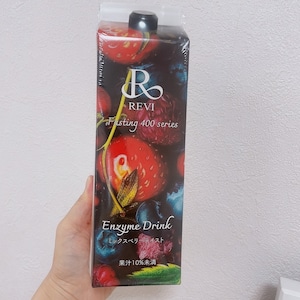 R
REVI
Fasting 400 series
Enzyme Drink
ミックスベリーテイスト
果汁10%未満